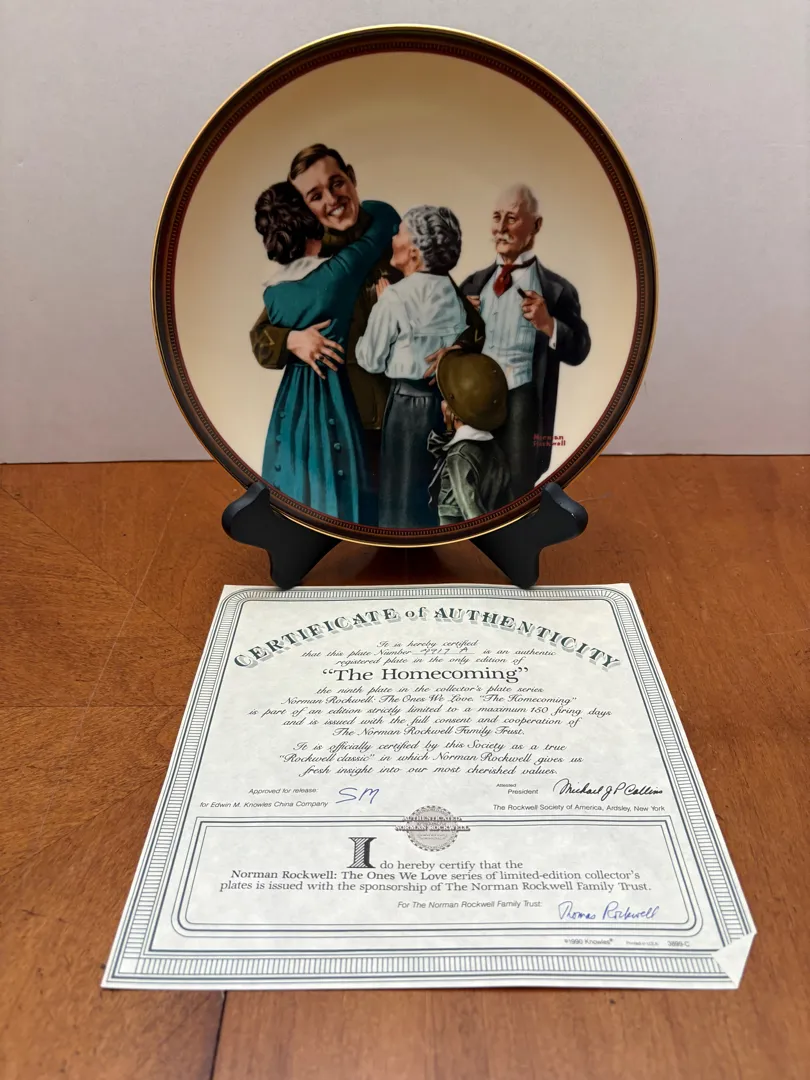 Norman
Rockwell
CERTIFICATE of AUTHENTICITY
It is hereby certified
that this plate Number 4917 A is an authentic
registered plate in the only edition of
"The Homecoming"
the ninth plate in the collector's plate series
Norman Rockwell: The Ones We Love. "The Homecoming"
is part of an edition strictly limited to a maximum 150 firing days
and is issued with the full consent and cooperation of
The Norman Rockwell Family Trust.
It is officially certified by this Society as a true
"Rockwell classic" in which Norman Rockwell gives us
fresh insight into our most cherished values.
Approved for release: SM
for Edwin M. Knowles China Company
Attested
President Michael J P Collins
The Rockwell Society of America, Ardsley, New York
AUTHENTICATED
NORMAN ROCKWELL
I do hereby certify that the
Norman Rockwell: The Ones We Love series of limited-edition collector's
plates is issued with the sponsorship of The Norman Rockwell Family Trust.
For The Norman Rockwell Family Trust: Thomas Rockwell
©1990 Knowles® Printed in U.S.A. 3899-C